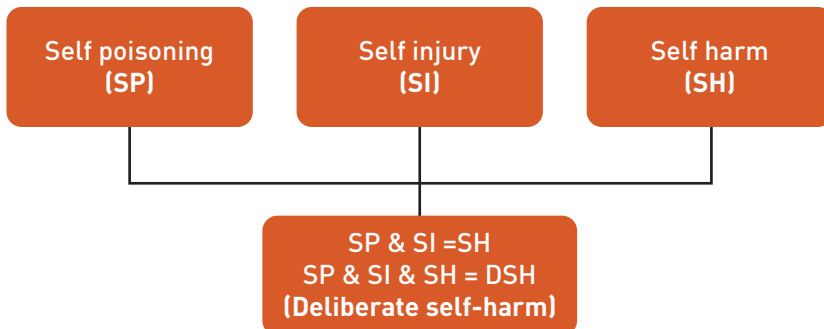 Self poisoning
(SP)
Self injury
(SI)
Self harm
(SH)
SP & SI =SH
SP & SI & SH = DSH
(Deliberate self-harm)